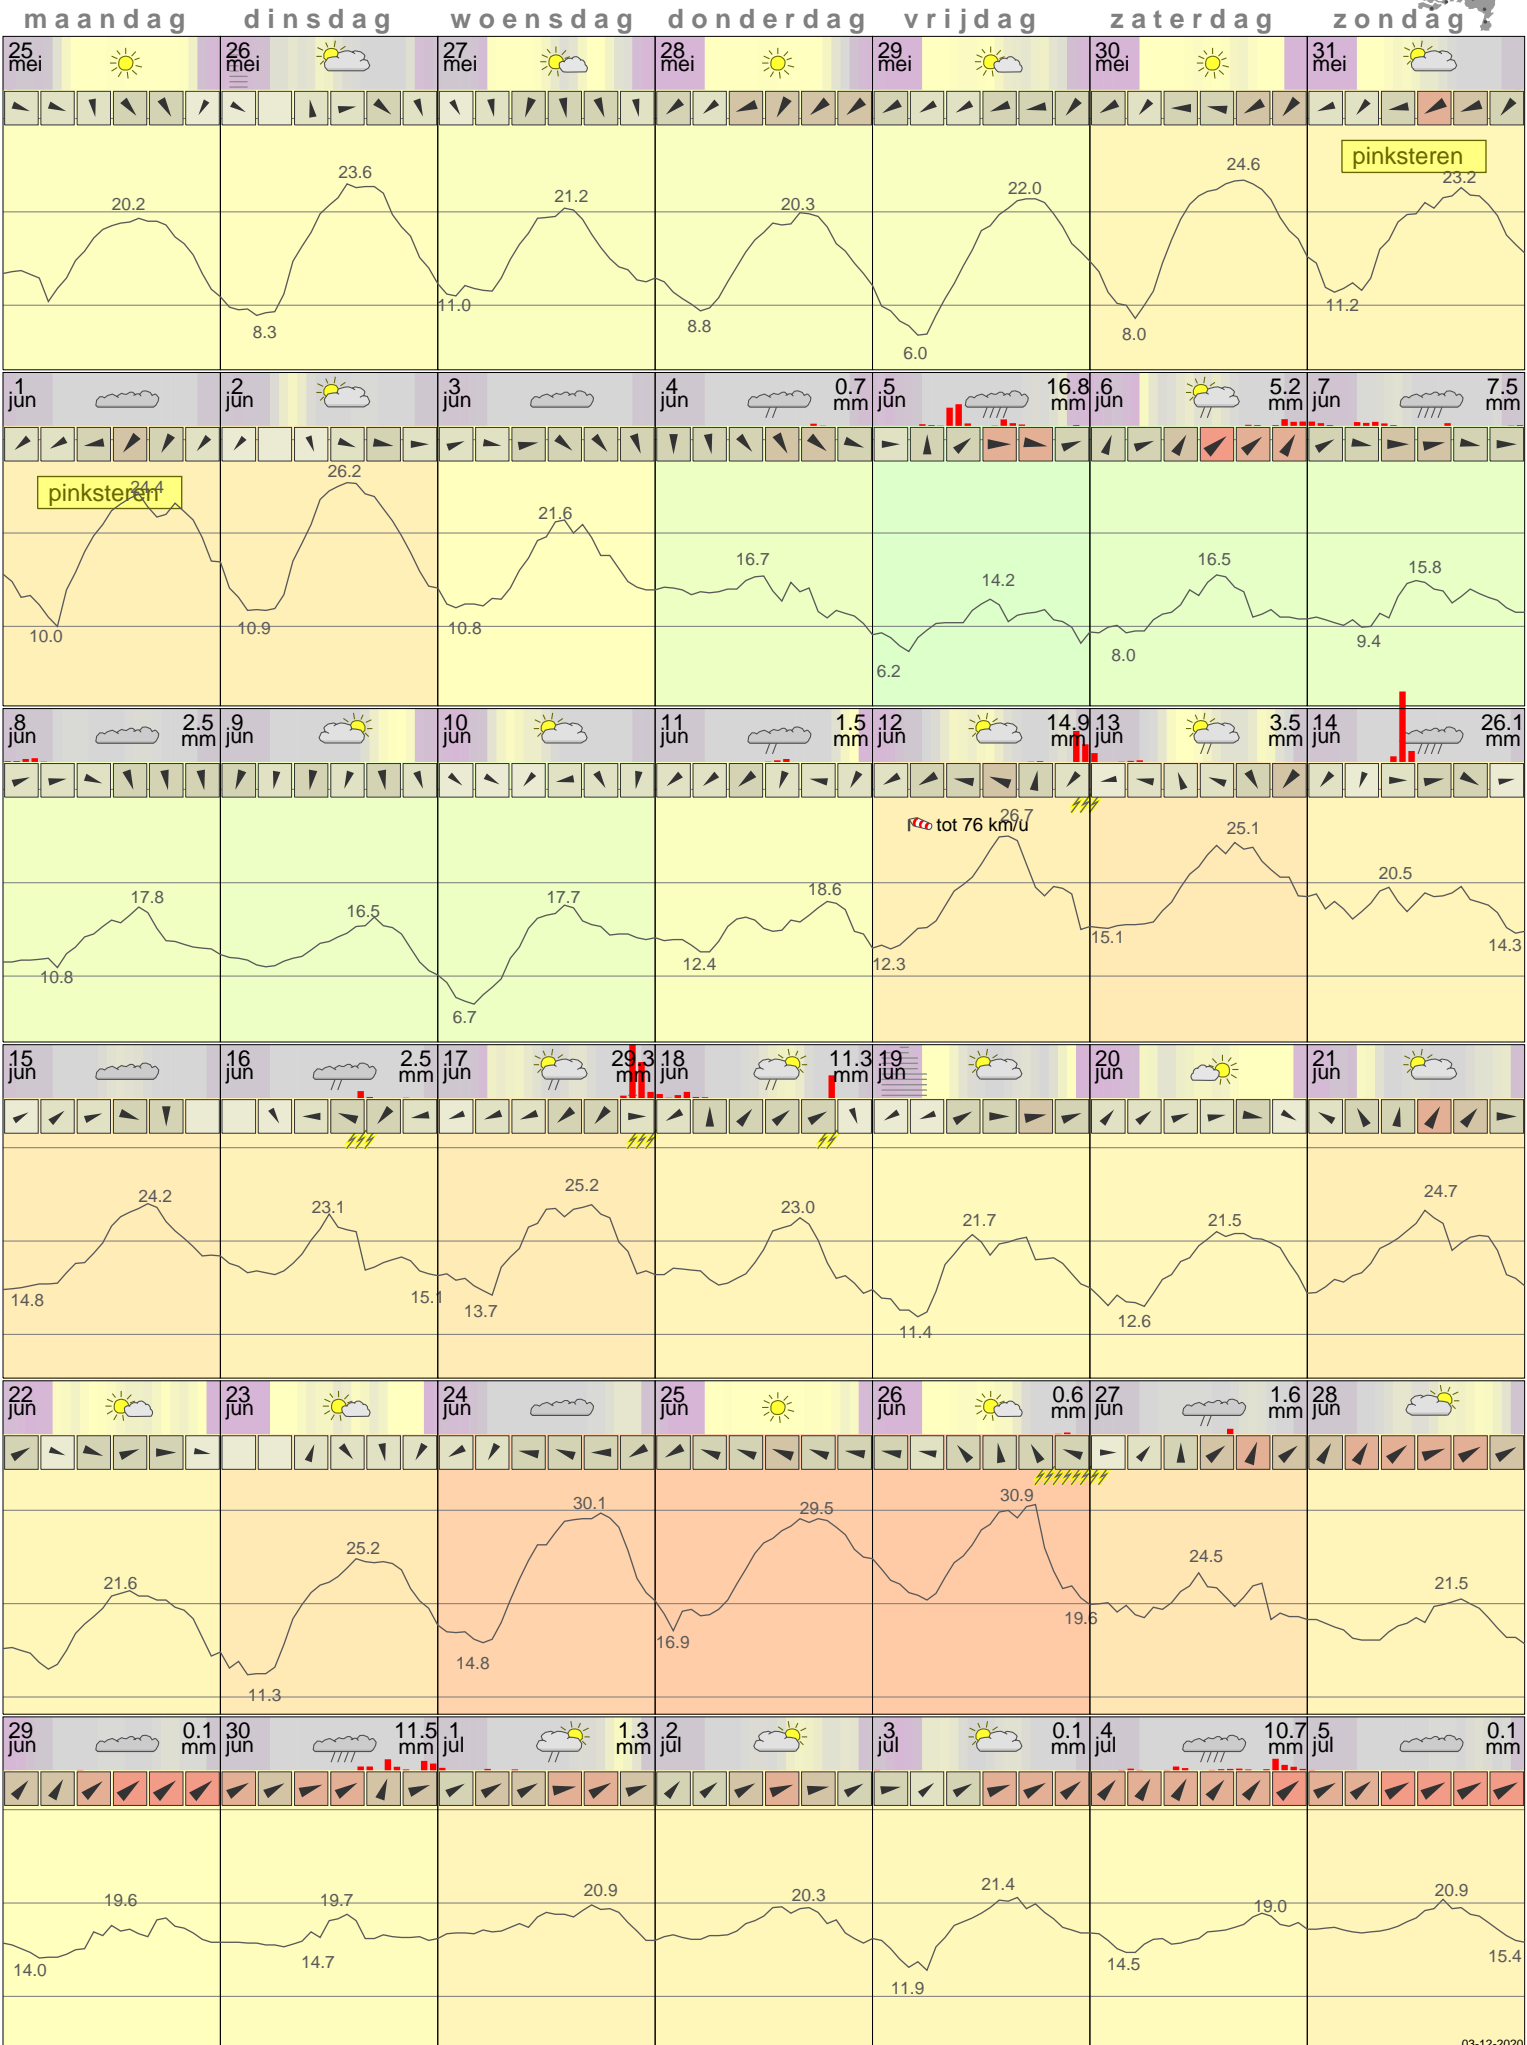 maandag dinsdag woensdag donderdag vrijdag zaterdag zondag
25 mei 26 mei 27 mei 28 mei 29 mei 30 mei 31 mei
pinksteren
20.2 23.6 21.2 20.3 22.0 24.6 23.2
8.3 11.0 8.8 6.0 8.0 11.2
1 jun 2 jun 3 jun 4 jun 0.7 mm 5 jun 16.8 mm 6 jun 5.2 mm 7 jun 7.5 mm
pinksteren
24.4 26.2 21.6 16.7 14.2 16.5 15.8
10.0 10.9 10.8 6.2 8.0 9.4
8 jun 2.5 mm 9 jun 10 jun 11 jun 1.5 mm 12 jun 14.9 mm 13 jun 3.5 mm 14 jun 26.1 mm
tot 76 km/u
17.8 16.5 17.7 18.6 26.7 25.1 20.5
10.8 6.7 12.4 12.3 15.1 14.3
15 jun 16 jun 2.5 mm 17 jun 29.3 mm 18 jun 11.3 mm 19 jun 20 jun 21 jun
24.2 23.1 25.2 23.0 21.7 21.5 24.7
14.8 15.1 13.7 11.4 12.6
22 jun 23 jun 24 jun 25 jun 26 jun 0.6 mm 27 jun 1.6 mm 28 jun
21.6 25.2 30.1 29.5 30.9 24.5 21.5
11.3 14.8 16.9 19.6
29 jun 0.1 mm 30 jun 11.5 mm 1 jul 1.3 mm 2 jul 3 jul 0.1 mm 4 jul 10.7 mm 5 jul 0.1 mm
19.6 19.7 20.9 20.3 21.4 19.0 20.9
14.0 14.7 11.9 14.5 15.4
03-12-2020